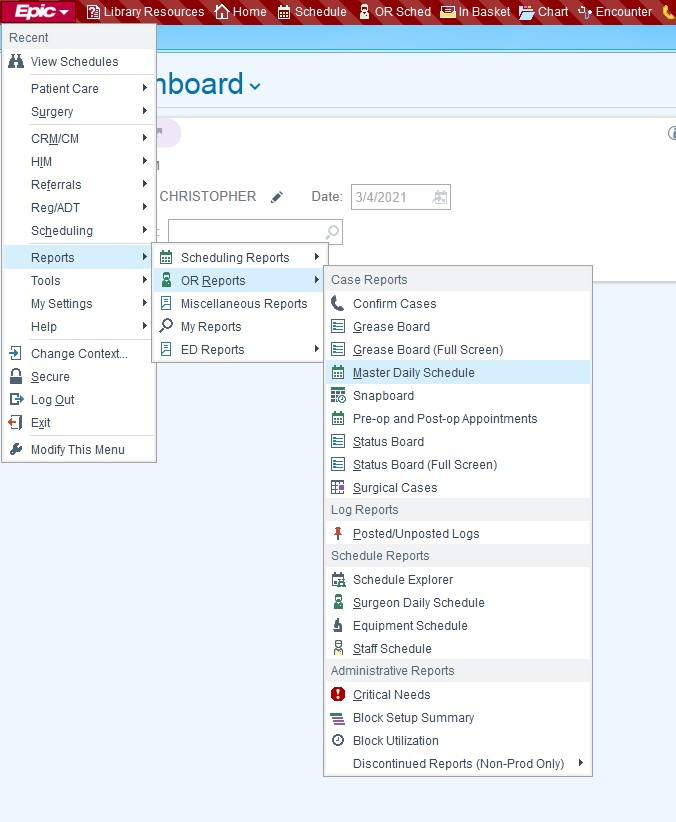 Epic Library Resources Home Schedule OR Sched In Basket Chart Encounter
Recent
View Schedules
Patient Care
Surgery
CRM/CM
HIM
Referrals
Reg/ADT
Scheduling
Reports
Tools
My Settings
Help
Change Context...
Secure
Log Out
Exit
Modify This Menu
hboard
CHRISTOPHER Date: 3/4/2021
Scheduling Reports
OR Reports
Miscellaneous Reports
My Reports
ED Reports
Case Reports
Confirm Cases
Grease Board
Grease Board (Full Screen)
Master Daily Schedule
Snapboard
Pre-op and Post-op Appointments
Status Board
Status Board (Full Screen)
Surgical Cases
Log Reports
Posted/Unposted Logs
Schedule Reports
Schedule Explorer
Surgeon Daily Schedule
Equipment Schedule
Staff Schedule
Administrative Reports
Critical Needs
Block Setup Summary
Block Utilization
Discontinued Reports (Non-Prod Only)